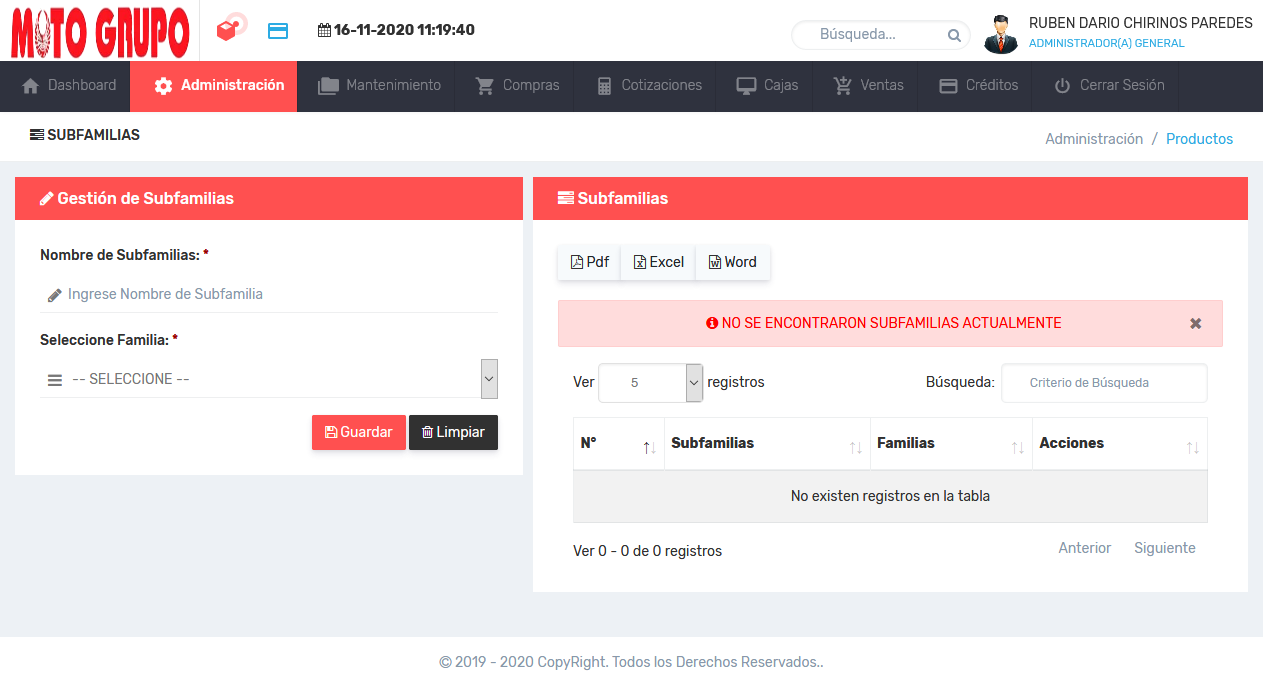 MOTO GRUPO
16-11-2020 11:19:40
Búsqueda...
RUBEN DARIO CHIRINOS PAREDES
ADMINISTRADOR(A) GENERAL
Dashboard
Administración
Mantenimiento
Compras
Cotizaciones
Cajas
Ventas
Créditos
Cerrar Sesión
SUBFAMILIAS
Administración / Productos
Gestión de Subfamilias
Nombre de Subfamilias: *
Ingrese Nombre de Subfamilia
Seleccione Familia: *
-- SELECCIONE --
Guardar
Limpiar
Subfamilias
Pdf
Excel
Word
NO SE ENCONTRARON SUBFAMILIAS ACTUALMENTE
Ver 5 registros
Búsqueda: Criterio de Búsqueda
N° Subfamilias Familias Acciones
No existen registros en la tabla
Ver 0 - 0 de 0 registros
Anterior Siguiente
© 2019 - 2020 CopyRight. Todos los Derechos Reservados..